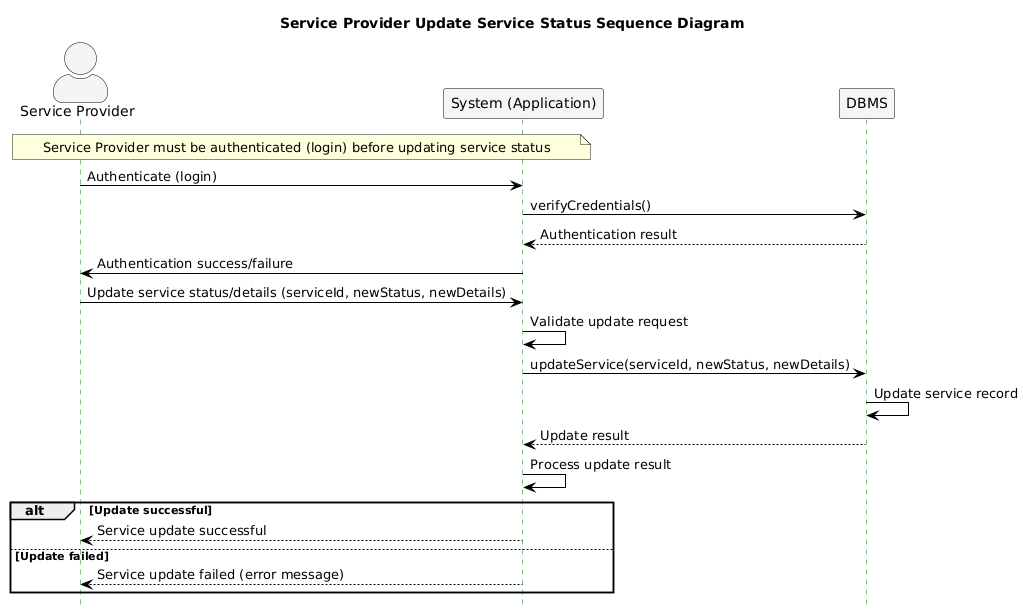 Service Provider Update Service Status Sequence Diagram
Service Provider
System (Application)
DBMS
Service Provider must be authenticated (login) before updating service status
Authenticate (login)
verifyCredentials()
Authentication result
Authentication success/failure
Update service status/details (serviceId, newStatus, newDetails)
Validate update request
updateService(serviceId, newStatus, newDetails)
Update service record
Update result
Process update result
alt [Update successful]
Service update successful
[Update failed]
Service update failed (error message)